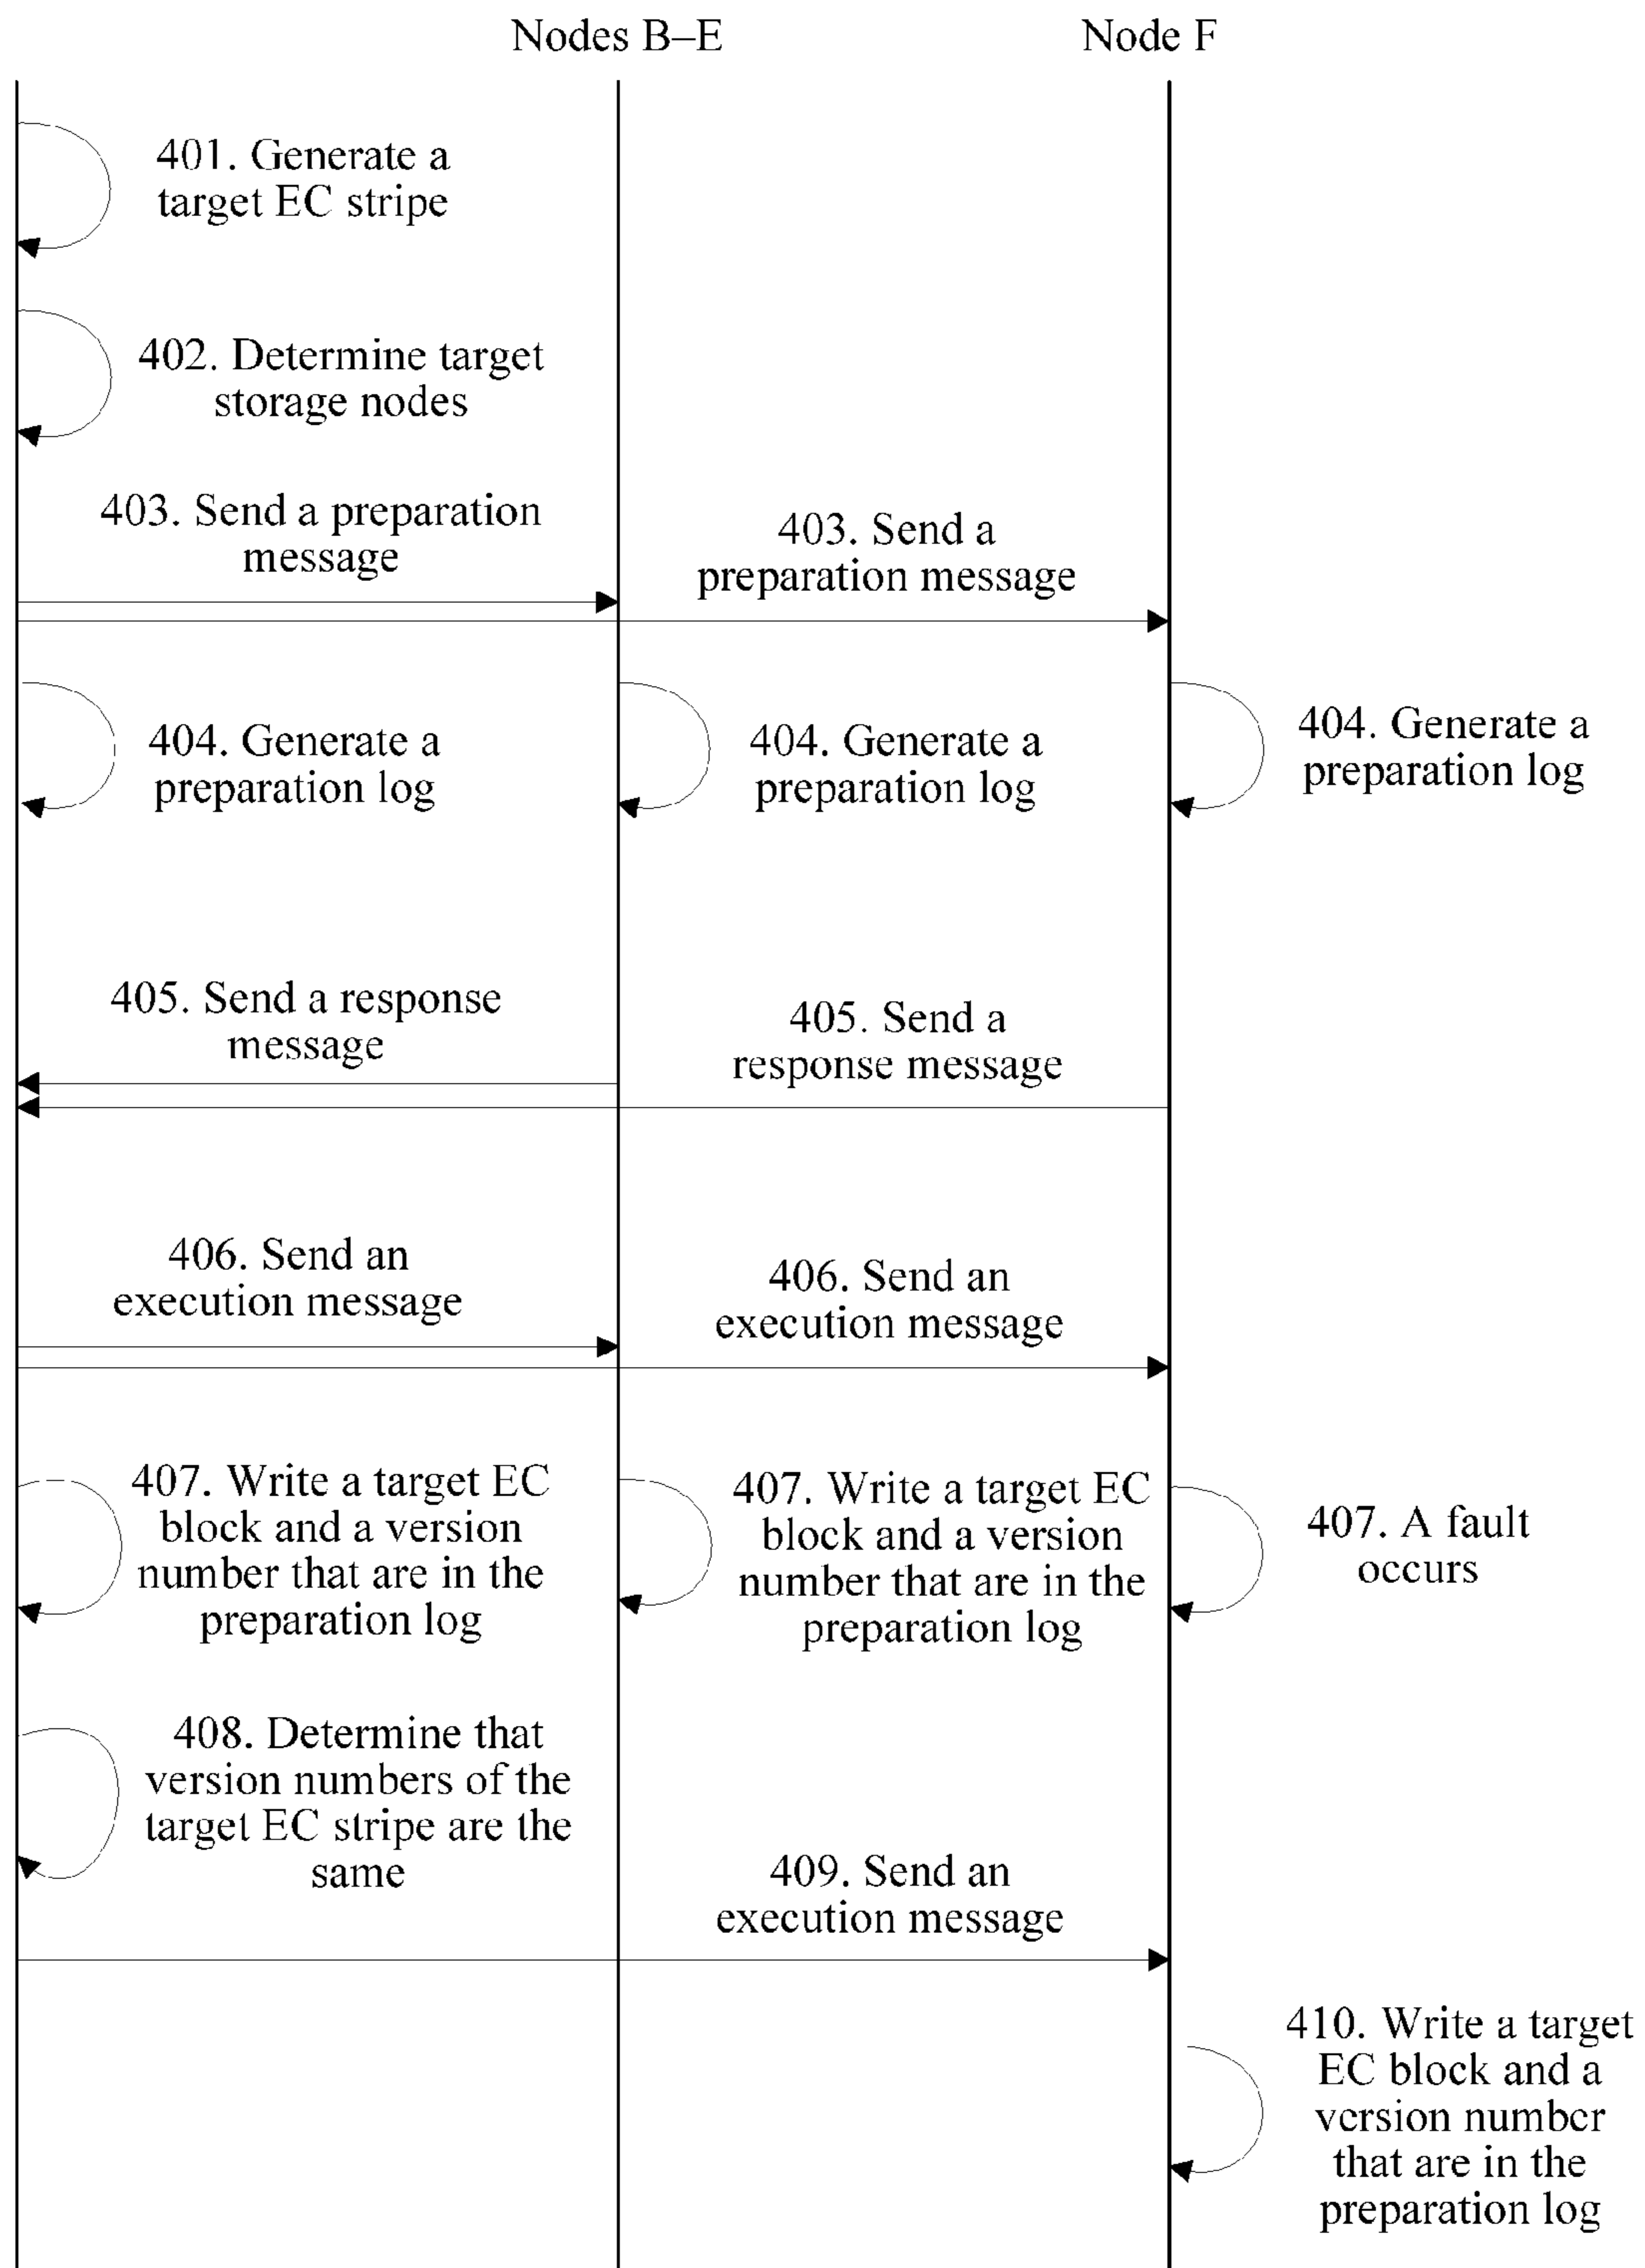 Nodes B–E
Node F
401. Generate a
target EC stripe
402. Determine target
storage nodes
403. Send a preparation
message
403. Send a
preparation message
404. Generate a
preparation log
404. Generate a
preparation log
404. Generate a
preparation log
405. Send a response
message
405. Send a
response message
406. Send an
execution message
406. Send an
execution message
407. Write a target EC
block and a version
number that are in the
preparation log
407. Write a target EC
block and a version
number that are in the
preparation log
407. A fault
occurs
408. Determine that
version numbers of the
target EC stripe are the
same
409. Send an
execution message
410. Write a target
EC block and a
version number
that are in the
preparation log